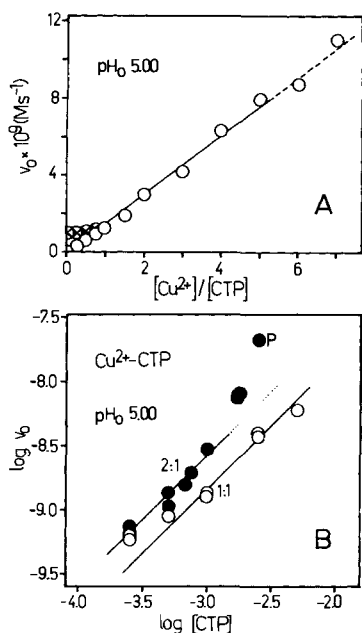 12
8
4
0
v₀ × 10⁹ (Ms⁻¹)
pH₀ 5.00
A
0 2 4 6
[Cu²⁺]/[CTP]
-7.5
-8.0
-8.5
-9.0
-9.5
log v₀
P
Cu²⁺-CTP
pH₀ 5.00
2:1
1:1
B
-4.0 -3.5 -3.0 -2.5 -2.0
log [CTP]